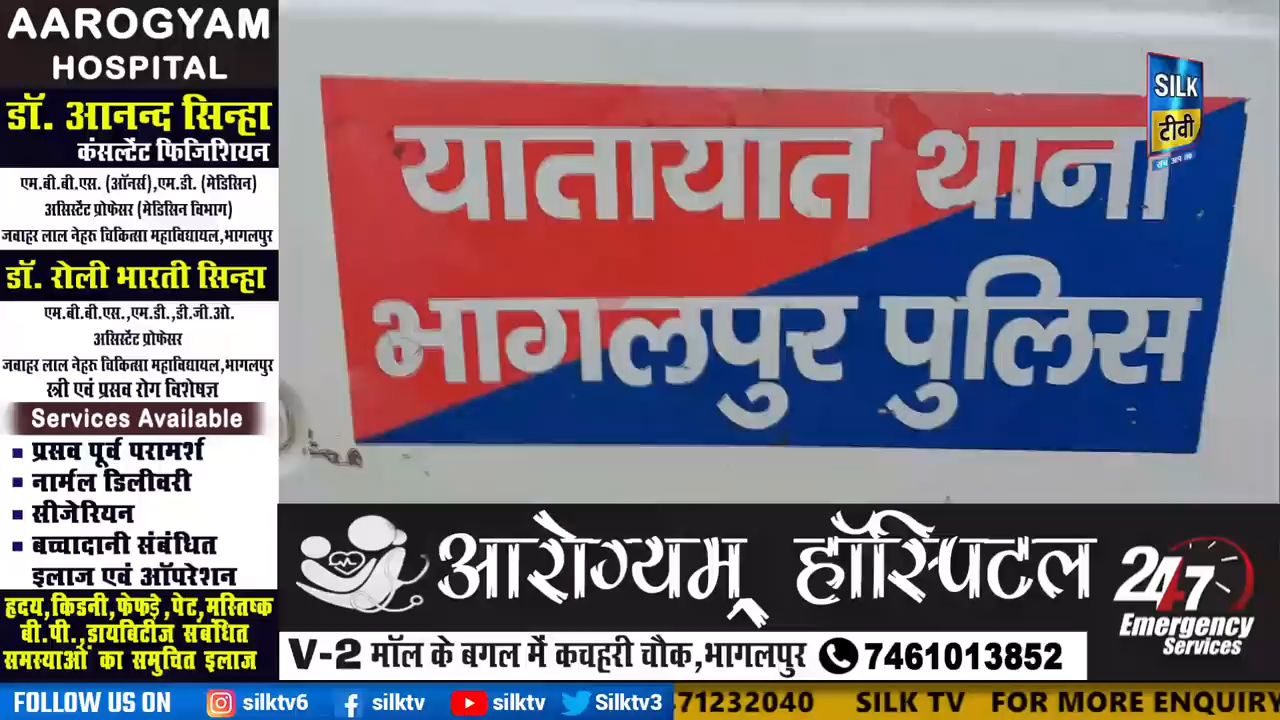 AAROGYAM
HOSPITAL
डॉ. आनन्द सिन्हा
कंसल्टेंट फिजिशियन
एम.बी.बी.एस. (ऑनर्स),एम.डी. (मेडिसिन)
असिस्टेंट प्रोफेसर (मेडिसिन विभाग)
जवाहर लाल नेहरु चिकित्सा महाविद्यायल,भागलपुर
डॉ. रोली भारती सिन्हा
एम.बी.बी.एस.,एम.डी.,डी.जी.ओ.
असिस्टेंट प्रोफेसर
जवाहर लाल नेहरु चिकित्सा महाविद्यायल,भागलपुर
स्त्री एवं प्रसव रोग विशेषज्ञ
Services Available
प्रसव पूर्व परामर्श
नार्मल डिलीवरी
सीजेरियन
बच्चादानी संबंधित
इलाज एवं ऑपरेशन
हृदय,किडनी,फेफड़े,पेट,मस्तिष्क
बी.पी.,डायबिटीज संबंधित
समस्याओं का समुचित इलाज
यातायात थाना
भागलपुर पुलिस
SILK
टीवी
आरोग्यम् हॉस्पिटल
24x7
Emergency
Services
V-2 मॉल के बगल में कचहरी चौक,भागलपुर 7461013852
FOLLOW US ON silktv6 silktv silktv Silktv3 71232040 SILK TV FOR MORE ENQUIRY